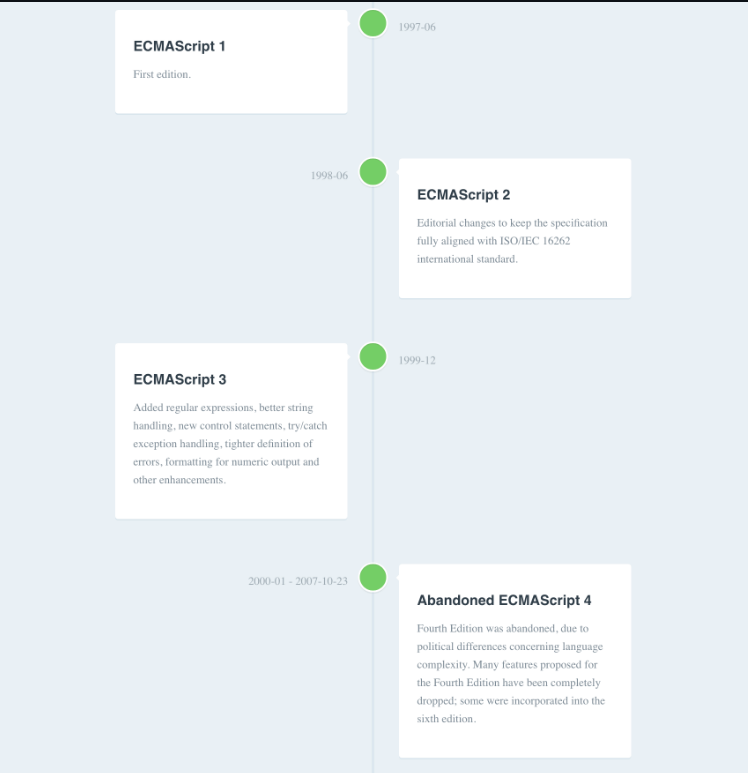 ECMAScript 1
1997-06
First edition.
1998-06
ECMAScript 2
Editorial changes to keep the specification
fully aligned with ISO/IEC 16262
international standard.
1999-12
ECMAScript 3
Added regular expressions, better string
handling, new control statements, try/catch
exception handling, tighter definition of
errors, formatting for numeric output and
other enhancements.
2000-01 - 2007-10-23
Abandoned ECMAScript 4
Fourth Edition was abandoned, due to
political differences concerning language
complexity. Many features proposed for
the Fourth Edition have been completely
dropped; some were incorporated into the
sixth edition.